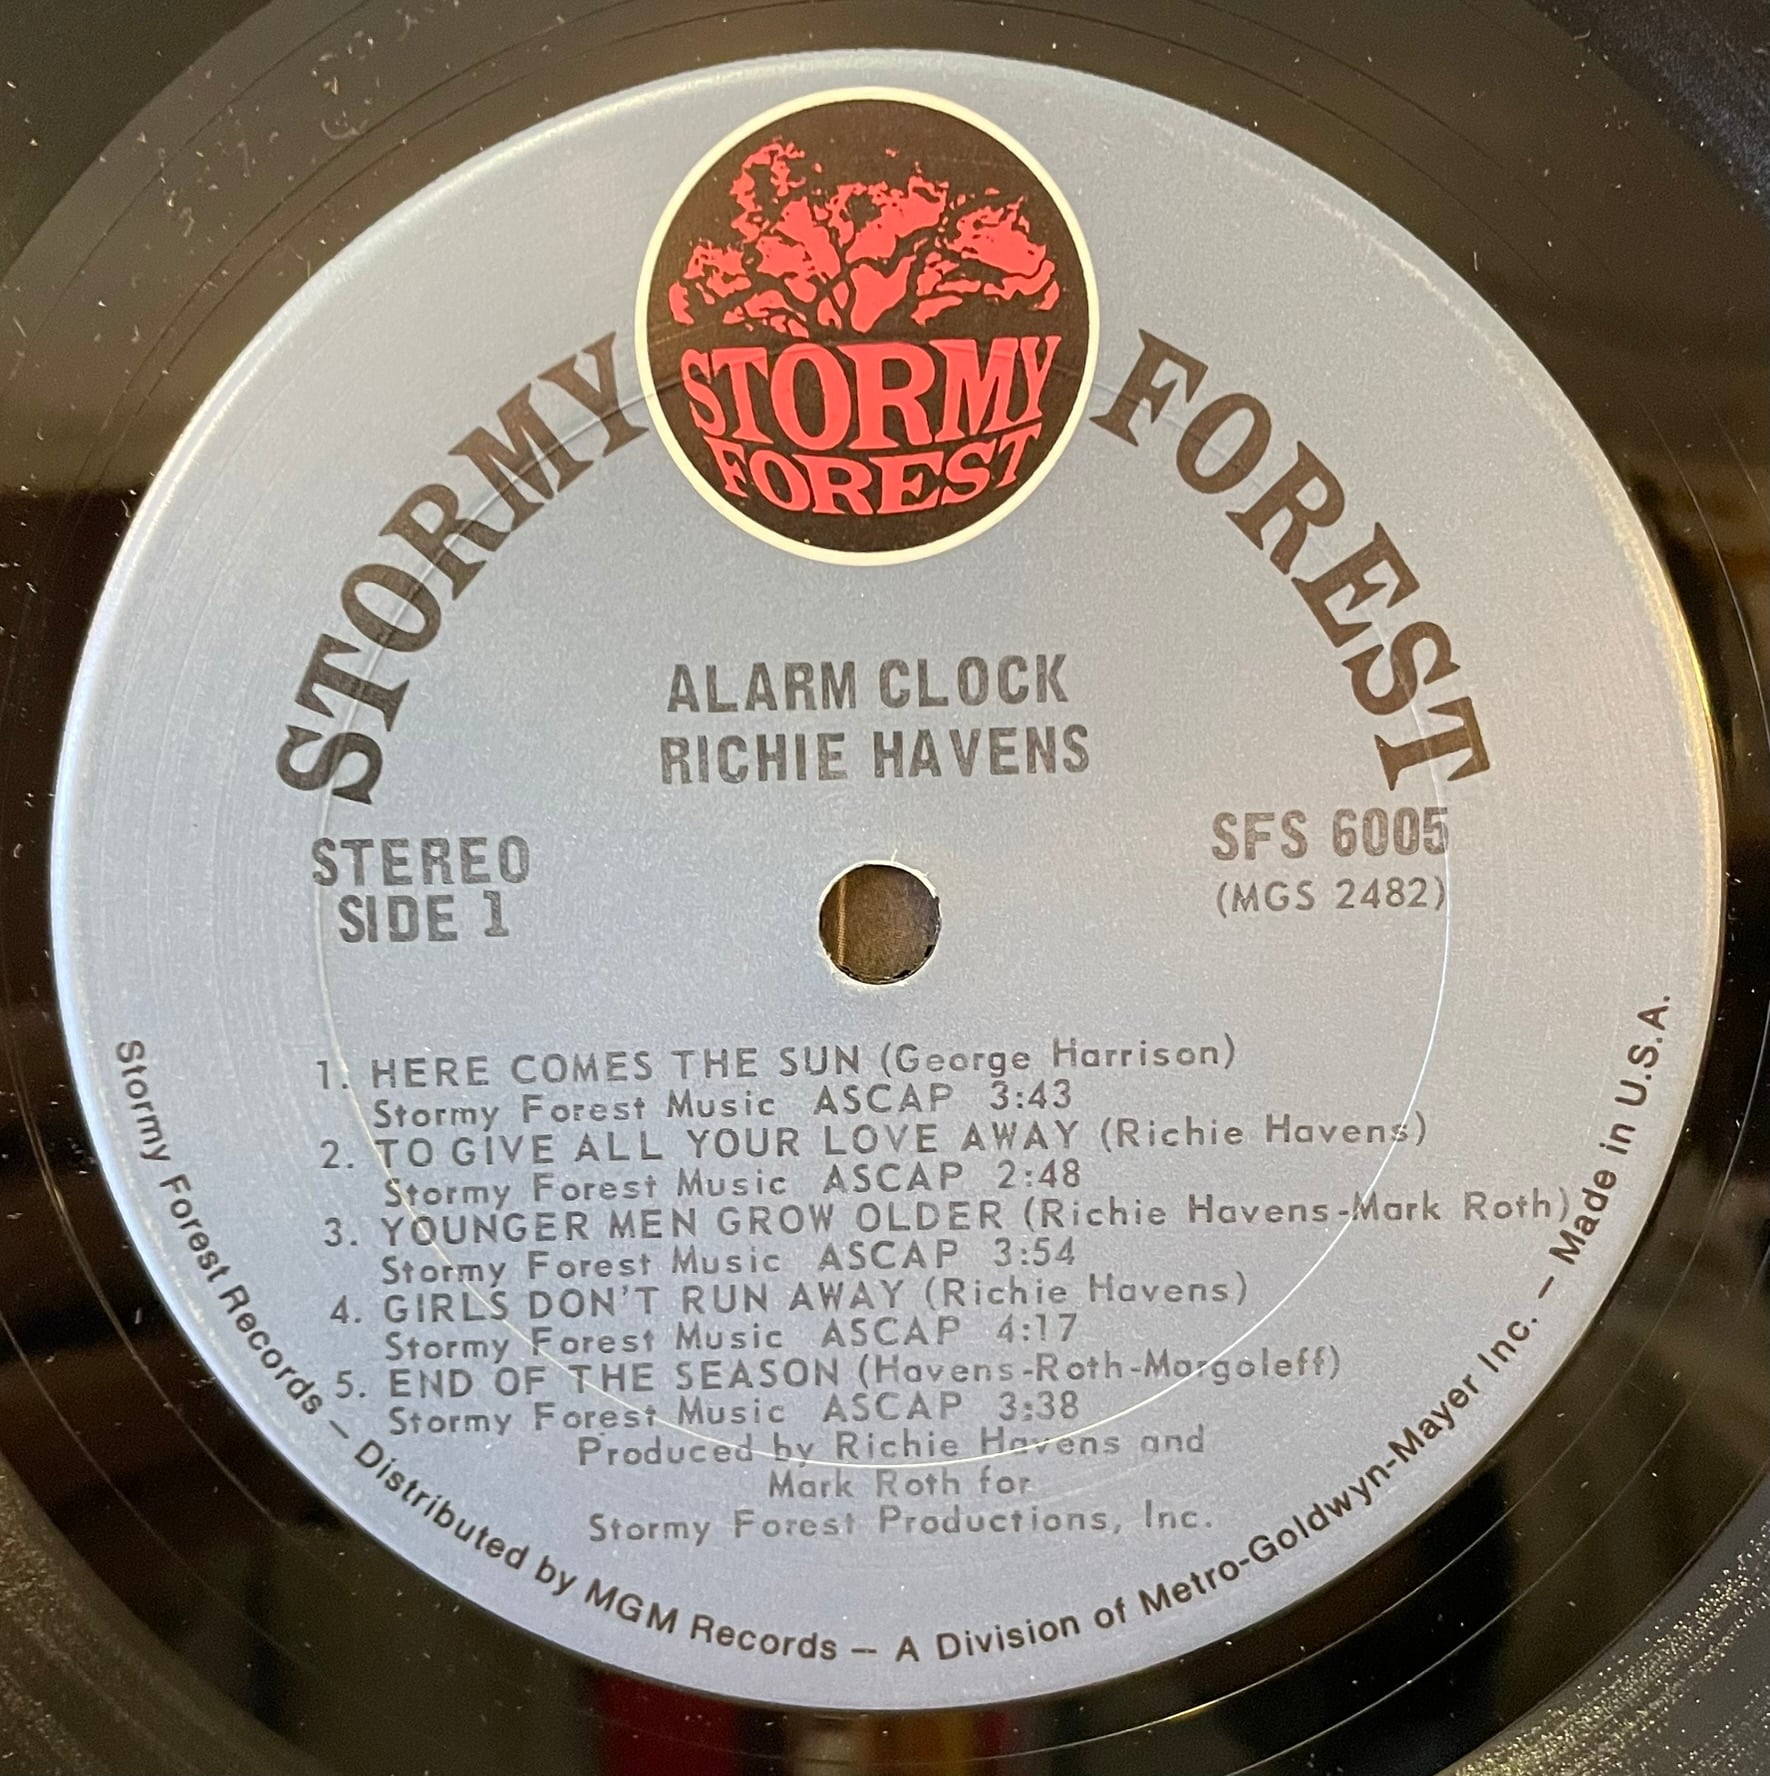 STORMY FOREST
STORMY
FOREST
ALARM CLOCK
RICHIE HAVENS
STEREO
SIDE 1
SFS 6005
(MGS 2482)
1. HERE COMES THE SUN (George Harrison)
Stormy Forest Music ASCAP 3:43
2. TO GIVE ALL YOUR LOVE AWAY (Richie Havens)
Stormy Forest Music ASCAP 2:48
3. YOUNGER MEN GROW OLDER (Richie Havens-Mark Roth)
Stormy Forest Music ASCAP 3:54
4. GIRLS DON'T RUN AWAY (Richie Havens)
Stormy Forest Music ASCAP 4:17
5. END OF THE SEASON (Havens-Roth-Margoleff)
Stormy Forest Music ASCAP 3:38
Produced by Richie Havens and
Mark Roth for
Stormy Forest Productions, Inc.
Stormy Forest Records – Distributed by MGM Records – A Division of Metro-Goldwyn-Mayer Inc. – Made in U.S.A.